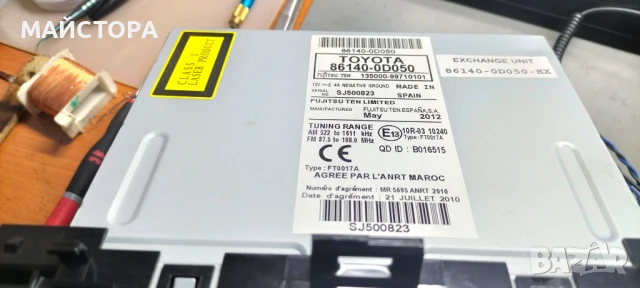 МАЙСТОРА
CLASS 1
LASER PRODUCT
86140-0D050
TOYOTA
86140-0D050
FUJITSU TEN 135000-99710101
12V 2.4A NEGATIVE GROUND MADE IN
SERIAL NO. SJ500823 SPAIN
FUJITSU TEN LIMITED
MANUFACTURED FUJITSU TEN ESPAÑA,S.A.
May 2012
TUNING RANGE
AM 522 to 1611 kHz
FM 87.5 to 108.0 MHz
E13 10R-03 10240
Type: FT0017A
CE QD ID : B016515
Type : FT0017A
AGREE PAR L'ANRT MAROC
Numéro d'agrément : MR 5695 ANRT 2010
Date d'agrément : 21 JUILLET 2010
SJ500823
EXCHANGE UNIT
86140-0D050-EX
BAZAR